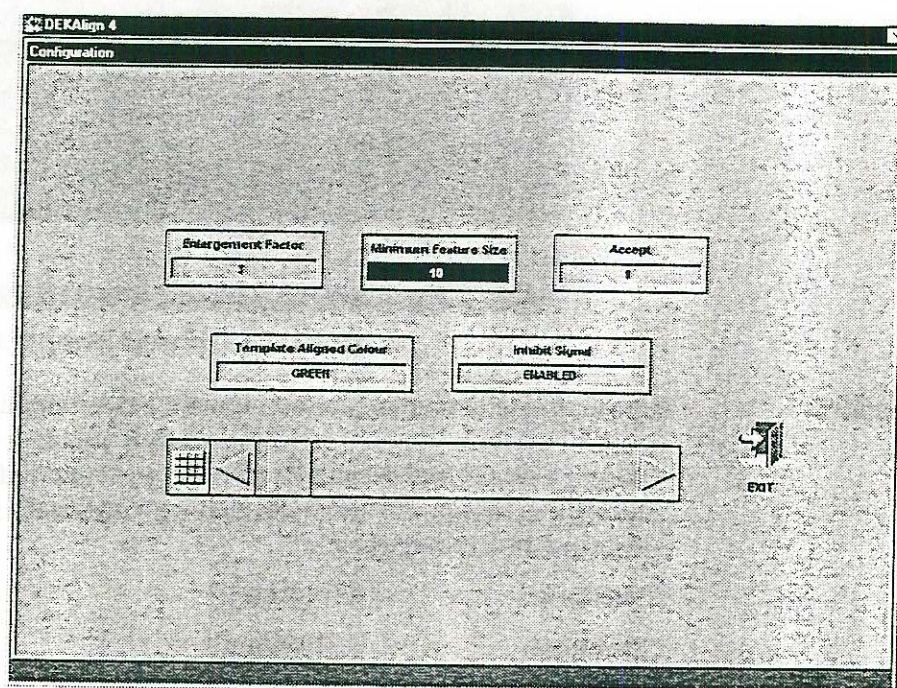 DEKAlign 4
Configuration
Enlargement Factor
Minimum Feature Size
10
Accept
Template Aligned Colour
GREEN
Inhibit Signal
ENABLED
EXIT